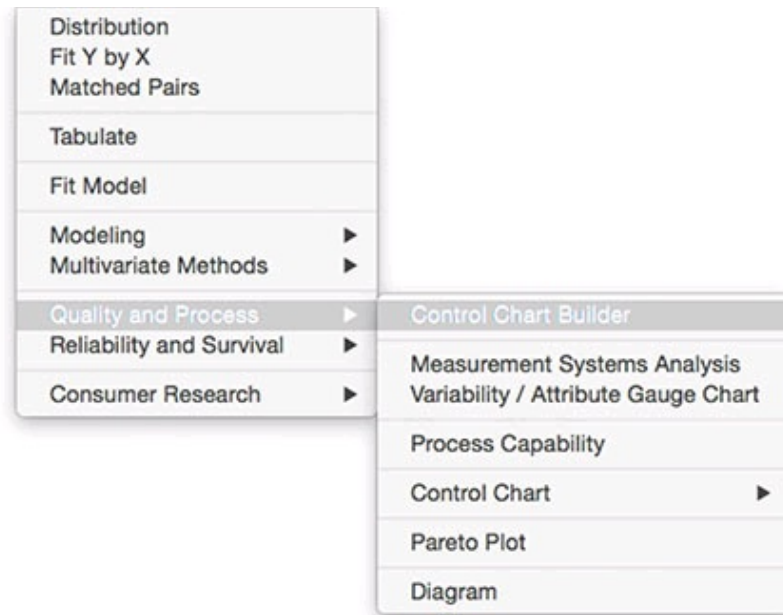 Distribution
Fit Y by X
Matched Pairs
Tabulate
Fit Model
Modeling
Multivariate Methods
Quality and Process
Reliability and Survival
Consumer Research
Control Chart Builder
Measurement Systems Analysis
Variability / Attribute Gauge Chart
Process Capability
Control Chart
Pareto Plot
Diagram